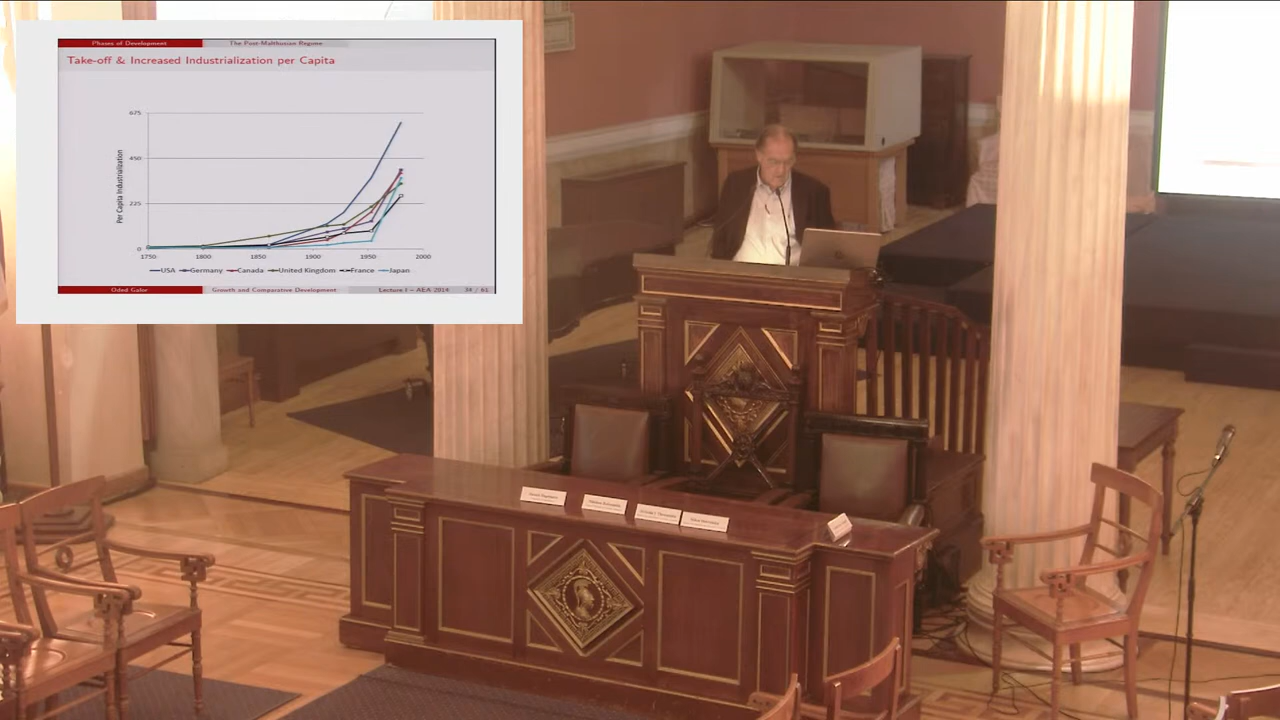 Phases of Development The Post-Malthusian Regime
Take-off & Increased Industrialization per Capita
675
450
225
0
Per Capita Industrialization
1750 1800 1850 1900 1950 2000
USA Germany Canada United Kingdom France Japan
Oded Galor Growth and Comparative Development Lecture I – AEA 2014 34 / 61